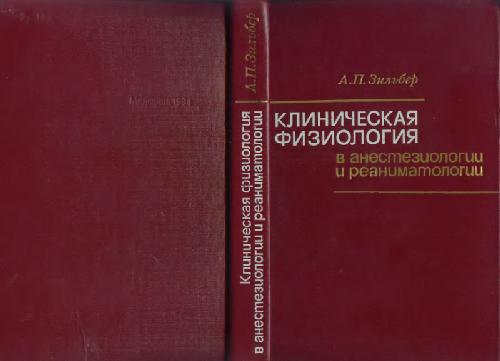 А.П. Зильбер
КЛИНИЧЕСКАЯ
ФИЗИОЛОГИЯ
в анестезиологии
и реаниматологии
А.П. Зильбер
Клиническая физиология
в анестезиологии и реаниматологии